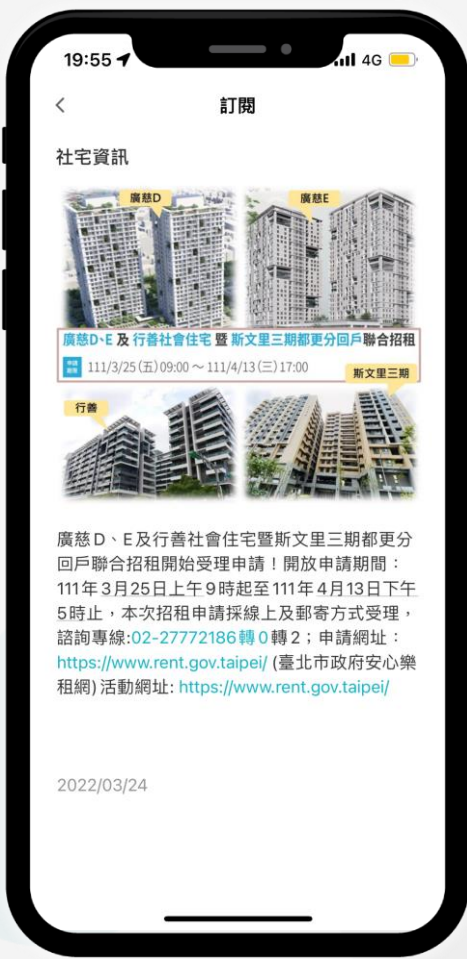 19:55
4G
訂閱
社宅資訊
廣慈D
廣慈E
廣慈D、E 及 行善社會住宅 暨 斯文里三期都更分回戶聯合招租
申請期間 111/3/25(五)09:00～111/4/13(三)17:00
斯文里三期
行善
廣慈D、E及行善社會住宅暨斯文里三期都更分
回戶聯合招租開始受理申請！開放申請期間：
111年3月25日上午9時起至111年4月13日下午
5時止，本次招租申請採線上及郵寄方式受理，
諮詢專線:02-27772186轉0轉2；申請網址：
https://www.rent.gov.taipei/ (臺北市政府安心樂
租網) 活動網址: https://www.rent.gov.taipei/
2022/03/24